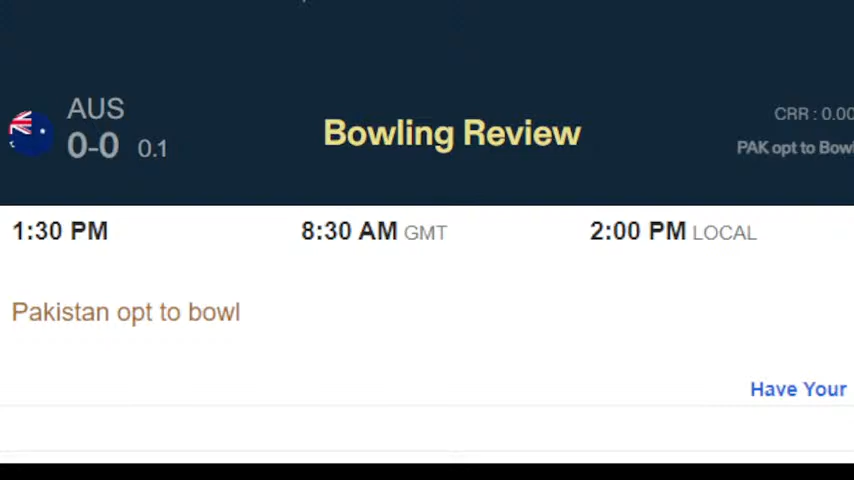 AUS
0-0 0.1
Bowling Review
CRR : 0.00
PAK opt to Bowl
1:30 PM 8:30 AM GMT 2:00 PM LOCAL
Pakistan opt to bowl
Have Your